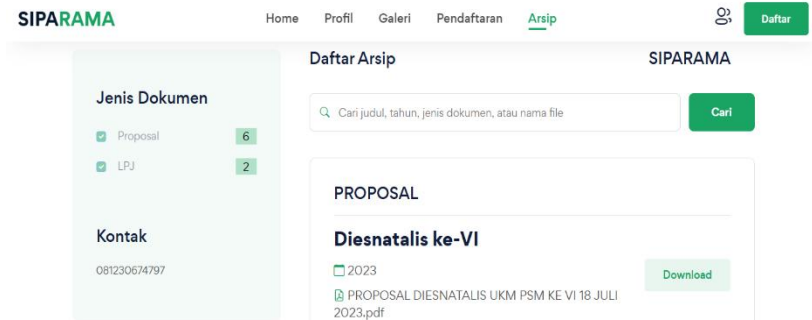 SIPARAMA Home Profil Galeri Pendaftaran Arsip Daftar
Jenis Dokumen
Proposal 6
LPJ 2
Kontak
081230674797
Daftar Arsip SIPARAMA
Cari judul, tahun, jenis dokumen, atau nama file Cari
PROPOSAL
Diesnatalis ke-VI
2023
PROPOSAL DIESNATALIS UKM PSM KE VI 18 JULI
2023.pdf
Download